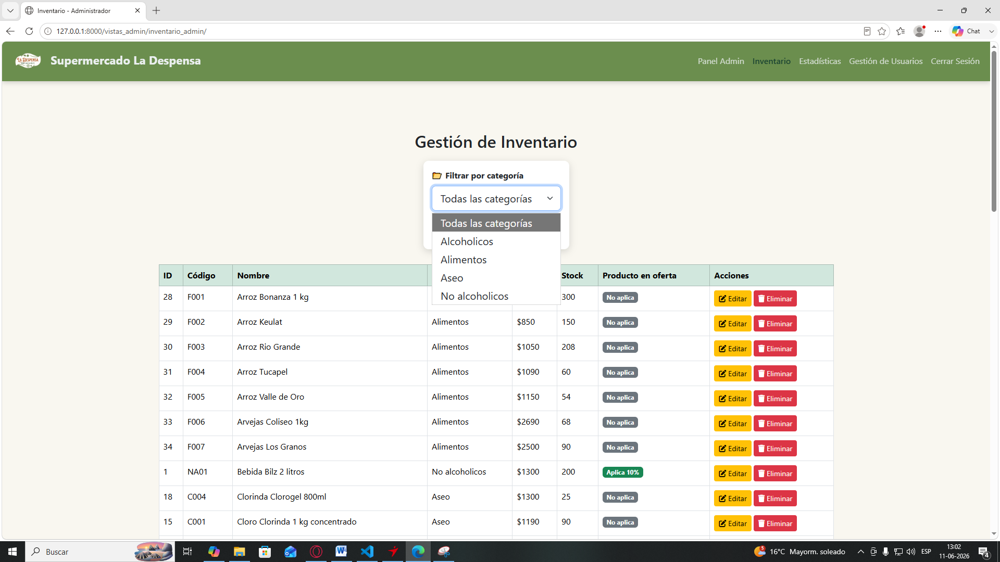 Inventario - Administrador
127.0.0.1:8000/vistas_admin/inventario_admin/
Chat
LA DESPENSA
Supermercado La Despensa
Panel Admin Inventario Estadísticas Gestión de Usuarios Cerrar Sesión
Gestión de Inventario
Filtrar por categoría
Todas las categorías
Todas las categorías
Alcoholicos
Alimentos
Aseo
No alcoholicos
ID Código Nombre Stock Producto en oferta Acciones
28 F001 Arroz Bonanza 1 kg 300 No aplica Editar Eliminar
29 F002 Arroz Keulat Alimentos $850 150 No aplica Editar Eliminar
30 F003 Arroz Rio Grande Alimentos $1050 208 No aplica Editar Eliminar
31 F004 Arroz Tucapel Alimentos $1090 60 No aplica Editar Eliminar
32 F005 Arroz Valle de Oro Alimentos $1150 54 No aplica Editar Eliminar
33 F006 Arvejas Coliseo 1kg Alimentos $2690 68 No aplica Editar Eliminar
34 F007 Arvejas Los Granos Alimentos $2500 90 No aplica Editar Eliminar
1 NA01 Bebida Bilz 2 litros No alcoholicos $1300 200 Aplica 10% Editar Eliminar
18 C004 Clorinda Clorogel 800ml Aseo $1300 25 No aplica Editar Eliminar
15 C001 Cloro Clorinda 1 kg concentrado Aseo $1190 90 No aplica Editar Eliminar
Buscar
5
16°C Mayorm. soleado
ESP
13:02
11-06-2026
4